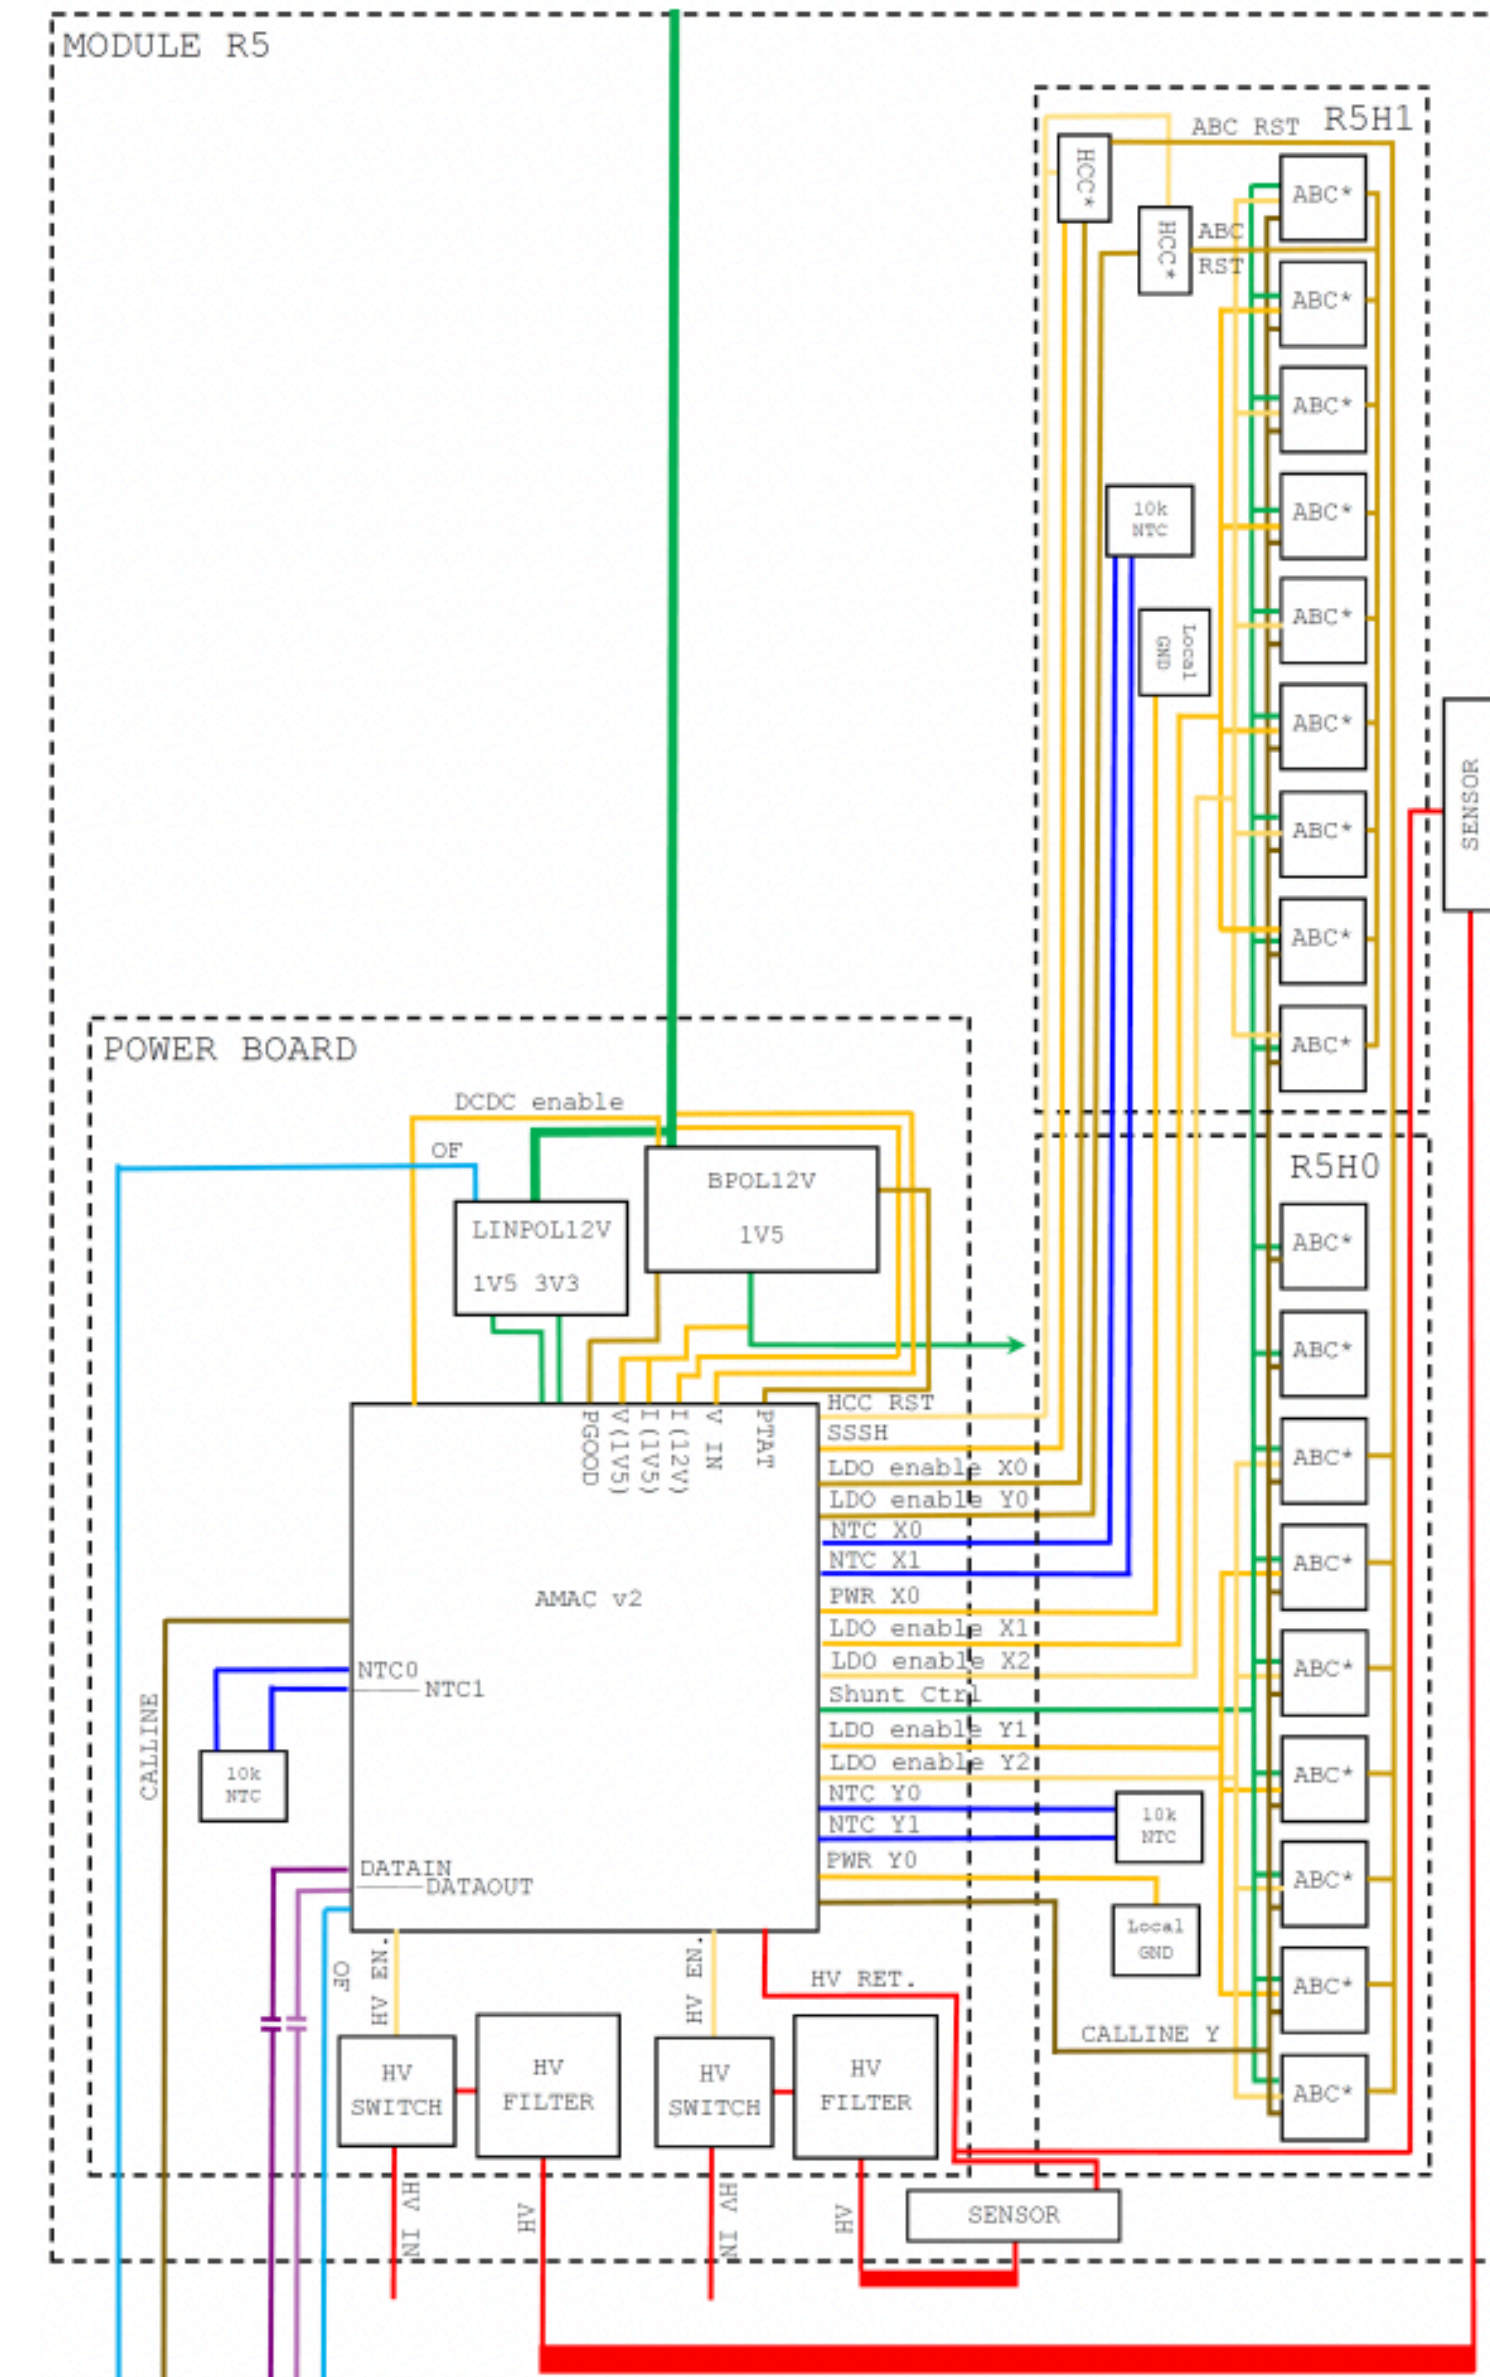 MODULE R5
R5H1
ABC RST
HCC*
HCC*
ABC
RST
ABC*
ABC*
ABC*
ABC*
ABC*
ABC*
ABC*
ABC*
ABC*
10k
NTC
Local
GND
SENSOR
POWER BOARD
DCDC enable
OF
LINPOL12V
1V5 3V3
BPOL12V
1V5
R5H0
ABC*
ABC*
ABC*
ABC*
ABC*
ABC*
ABC*
ABC*
ABC*
PGOOD
V(1V5)
I(1V5)
I(12V)
V IN
PTAT
HCC RST
SSSH
LDO enable X0
LDO enable Y0
NTC X0
NTC X1
PWR X0
LDO enable X1
LDO enable X2
Shunt Ctrl
LDO enable Y1
LDO enable Y2
NTC Y0
NTC Y1
PWR Y0
AMAC v2
NTC0
NTC1
CALLINE
10k
NTC
DATAIN
DATAOUT
10k
NTC
Local
GND
CALLINE Y
OF
HV EN.
HV EN.
HV RET.
HV
SWITCH
HV
FILTER
HV
SWITCH
HV
FILTER
HV IN
HV
HV IN
HV
SENSOR